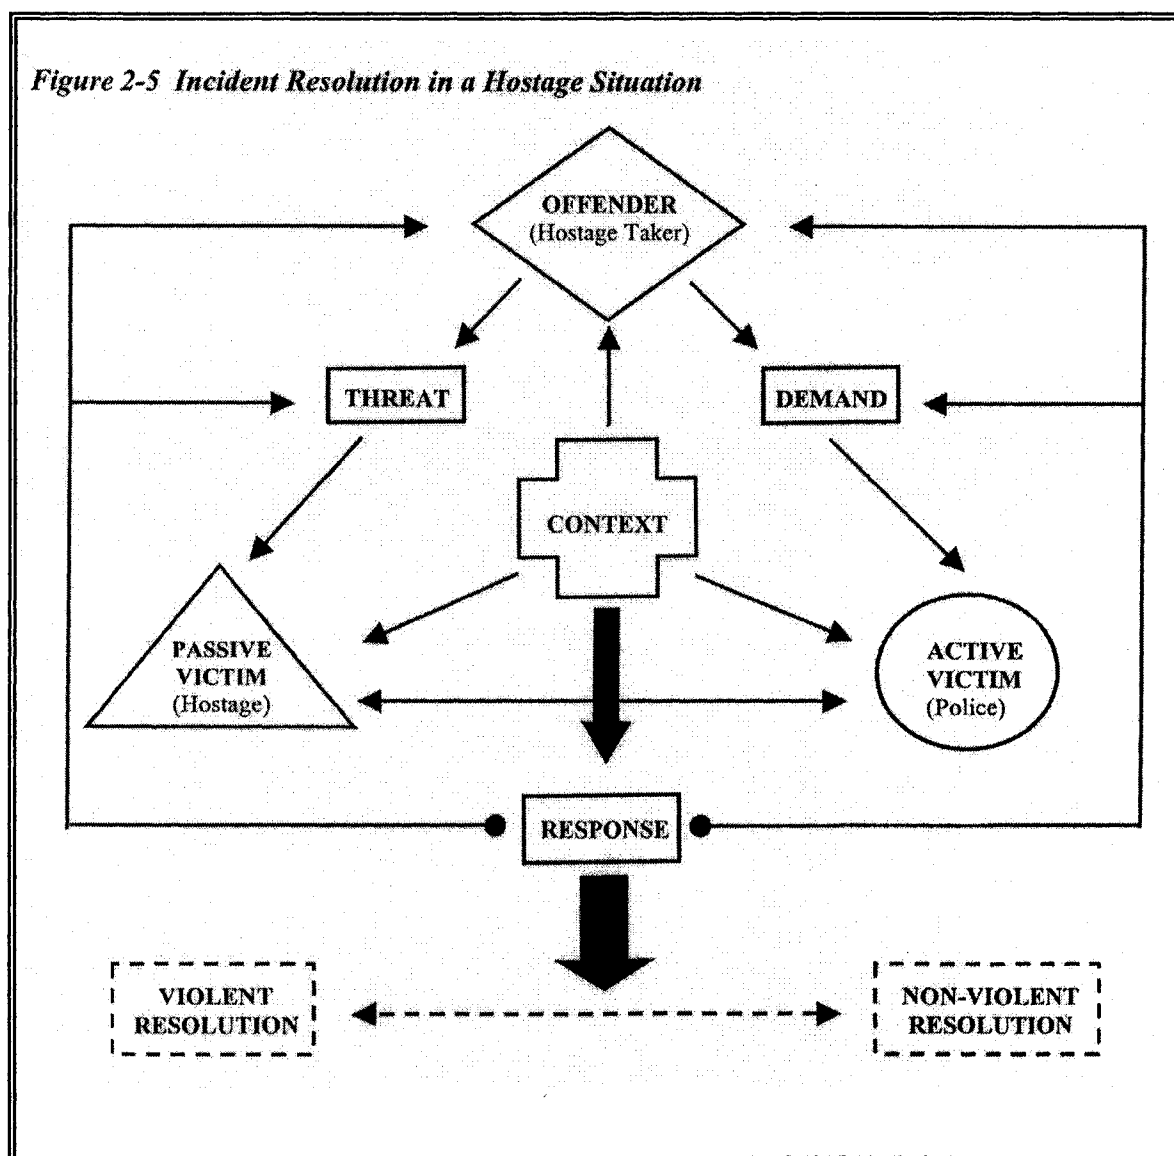 Figure 2-5 Incident Resolution in a Hostage Situation
OFFENDER
(Hostage Taker)
THREAT
DEMAND
CONTEXT
PASSIVE
VICTIM
(Hostage)
ACTIVE
VICTIM
(Police)
RESPONSE
VIOLENT
RESOLUTION
NON-VIOLENT
RESOLUTION